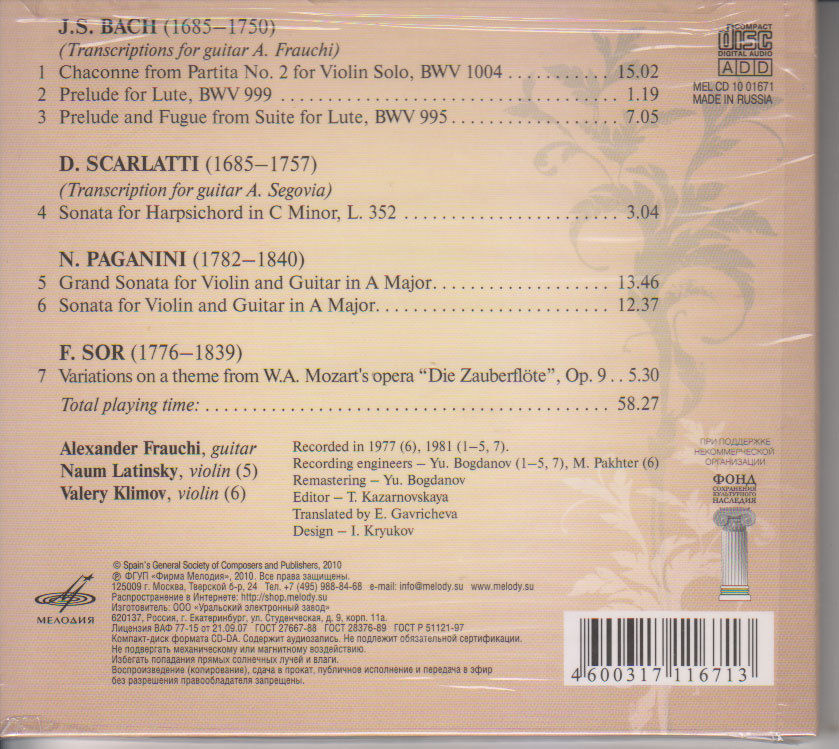 J.S. BACH (1685–1750)
(Transcriptions for guitar A. Frauchi)
1 Chaconne from Partita No. 2 for Violin Solo, BWV 1004 . . . . . . . . . . . 15.02
2 Prelude for Lute, BWV 999 . . . . . . . . . . . . . . . . . . . . . . . . . . . . . . 1.19
3 Prelude and Fugue from Suite for Lute, BWV 995. . . . . . . . . . . . . . . 7.05
COMPACT
disc
DIGITAL AUDIO
ADD
MEL CD 10 01671
MADE IN RUSSIA
D. SCARLATTI (1685–1757)
(Transcription for guitar A. Segovia)
4 Sonata for Harpsichord in C Minor, L. 352 . . . . . . . . . . . . . . . . . . . 3.04
N. PAGANINI (1782–1840)
5 Grand Sonata for Violin and Guitar in A Major. . . . . . . . . . . . . . . . 13.46
6 Sonata for Violin and Guitar in A Major. . . . . . . . . . . . . . . . . . . . . 12.37
F. SOR (1776–1839)
7 Variations on a theme from W.A. Mozart's opera “Die Zauberflöte”, Op. 9 . . 5.30
Total playing time: . . . . . . . . . . . . . . . . . . . . . . . . . . . . . . . . . . . . . 58.27
Alexander Frauchi, guitar
Naum Latinsky, violin (5)
Valery Klimov, violin (6)
Recorded in 1977 (6), 1981 (1–5, 7).
Recording engineers – Yu. Bogdanov (1–5, 7), M. Pakhter (6)
Remastering – Yu. Bogdanov
Editor – T. Kazarnovskaya
Translated by E. Gavricheva
Design – I. Kryukov
ПРИ ПОДДЕРЖКЕ
НЕКОММЕРЧЕСКОЙ
ОРГАНИЗАЦИИ
ФОНД
СОХРАНЕНИЯ
КУЛЬТУРНОГО
НАСЛЕДИЯ
МЕЛОДИЯ
© Spain's General Society of Composers and Publishers, 2010
℗ ФГУП «Фирма Мелодия», 2010. Все права защищены.
125009 г. Москва, Тверской б-р, 24 Тел. +7 (495) 988-84-68 e-mail: info@melody.su www.melody.su
Распространение в Интернете: http://shop.melody.su
Изготовитель: ООО «Уральский электронный завод»
620137, Россия, г. Екатеринбург, ул. Студенческая, д. 9, корп. 11а.
Лицензия ВАФ 77-15 от 21.09.07 ГОСТ 27667-88 ГОСТ 28376-89 ГОСТ Р 51121-97
Компакт-диск формата CD-DA. Содержит аудиозапись. Не подлежит обязательной сертификации.
Не подвергать механическому или магнитному воздействию.
Избегать попадания прямых солнечных лучей и влаги.
Воспроизведение (копирование), сдача в прокат, публичное исполнение и передача в эфир
без разрешения правообладателя запрещены.
4 600317 116713